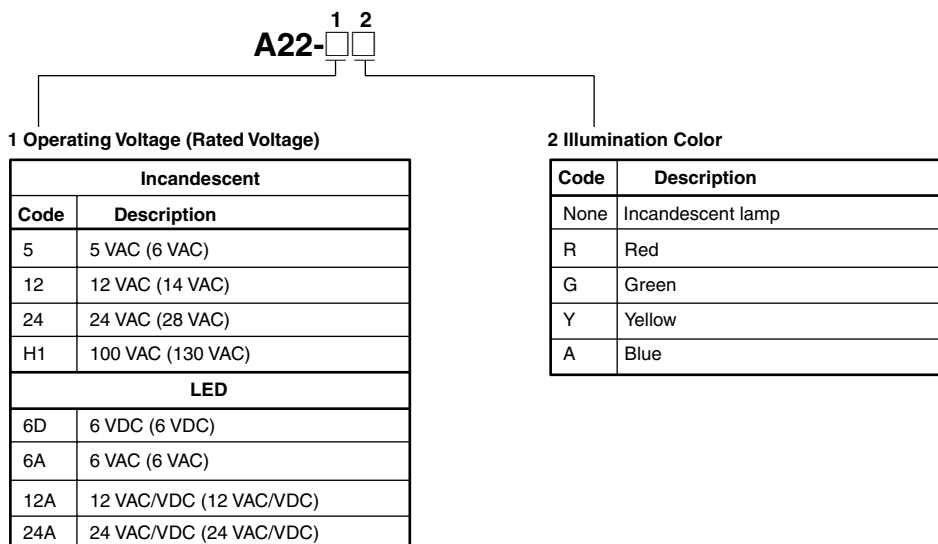 1 2
A22-□□
1 Operating Voltage (Rated Voltage)
Incandescent
Code Description
5 5 VAC (6 VAC)
12 12 VAC (14 VAC)
24 24 VAC (28 VAC)
H1 100 VAC (130 VAC)
LED
6D 6 VDC (6 VDC)
6A 6 VAC (6 VAC)
12A 12 VAC/VDC (12 VAC/VDC)
24A 24 VAC/VDC (24 VAC/VDC)
2 Illumination Color
Code Description
None Incandescent lamp
R Red
G Green
Y Yellow
A Blue